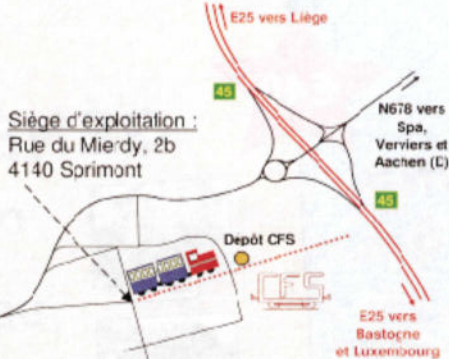 E25 vers Liège
45
N678 vers
Spa,
Verviers et
Aachen (D)
Siège d'exploitation :
Rue du Mierdy, 2b
4140 Sprimont
45
Dépôt CFS
CFS
E25 vers
Bastogne
et Luxembourg